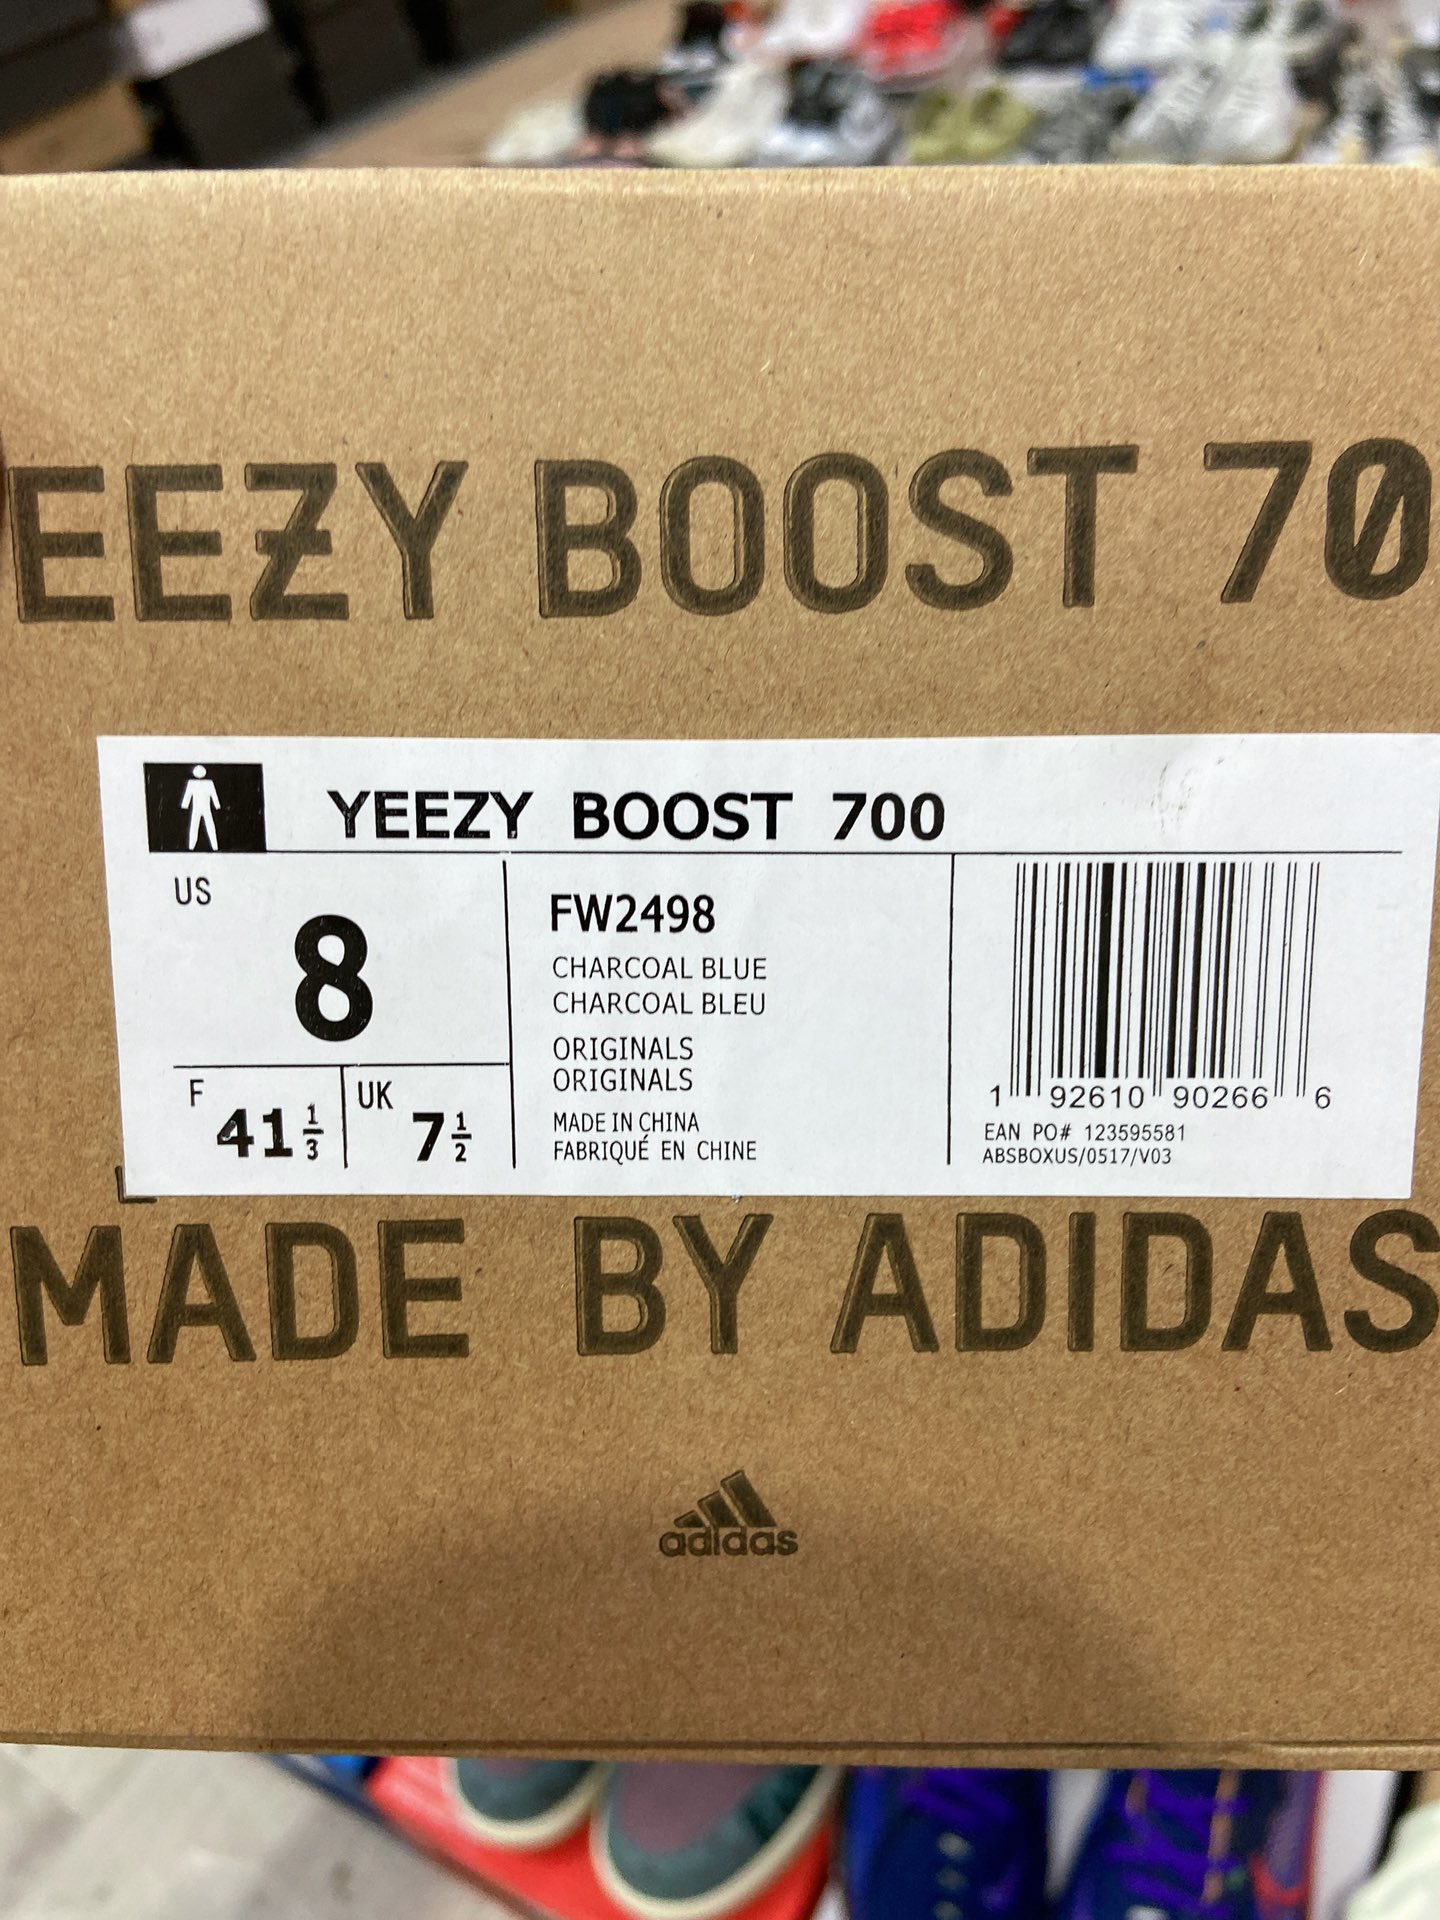 EEZY BOOST 70
YEEZY BOOST 700
US
8
F 41 1/3
UK 7 1/2
FW2498
CHARCOAL BLUE
CHARCOAL BLEU
ORIGINALS
ORIGINALS
MADE IN CHINA
FABRIQUÉ EN CHINE
1 92610 90266 6
EAN PO# 123595581
ABSBOXUS/0517/V03
MADE BY ADIDAS
adidas